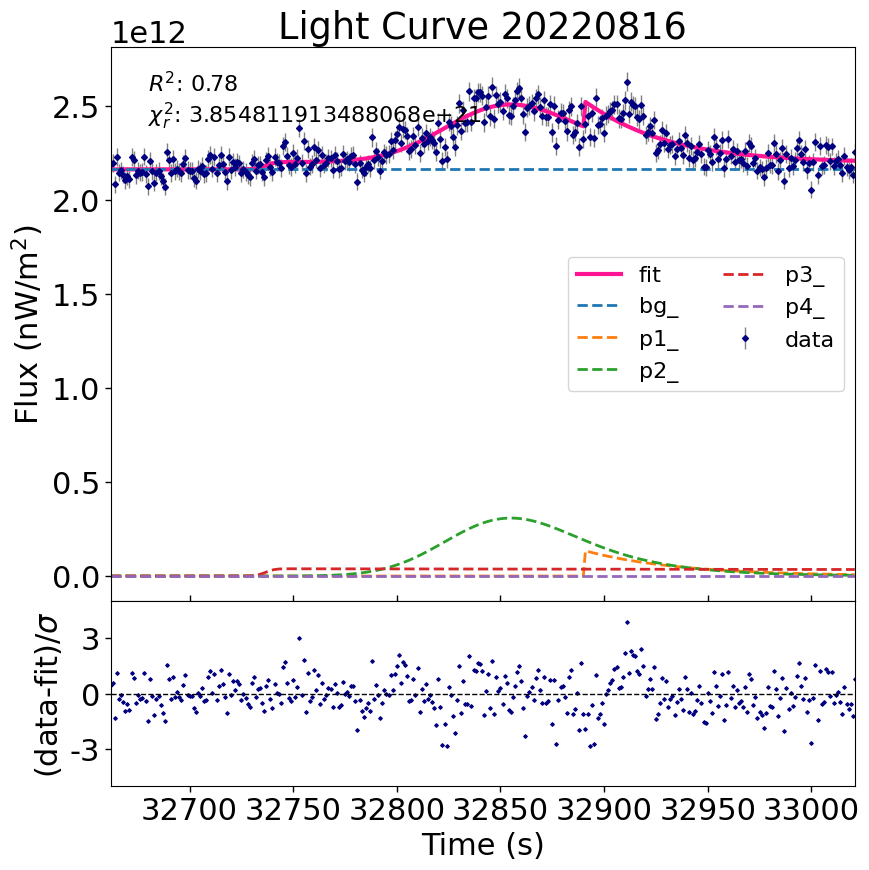 Light Curve 20220816
1e12
R²: 0.78
χ²ᵣ: 3.854811913488068e+21
Flux (nW/m²)
2.5
2.0
1.5
1.0
0.5
0.0
fit
bg_
p1_
p2_
p3_
p4_
data
(data-fit)/σ
3
0
-3
32700 32750 32800 32850 32900 32950 33000
Time (s)